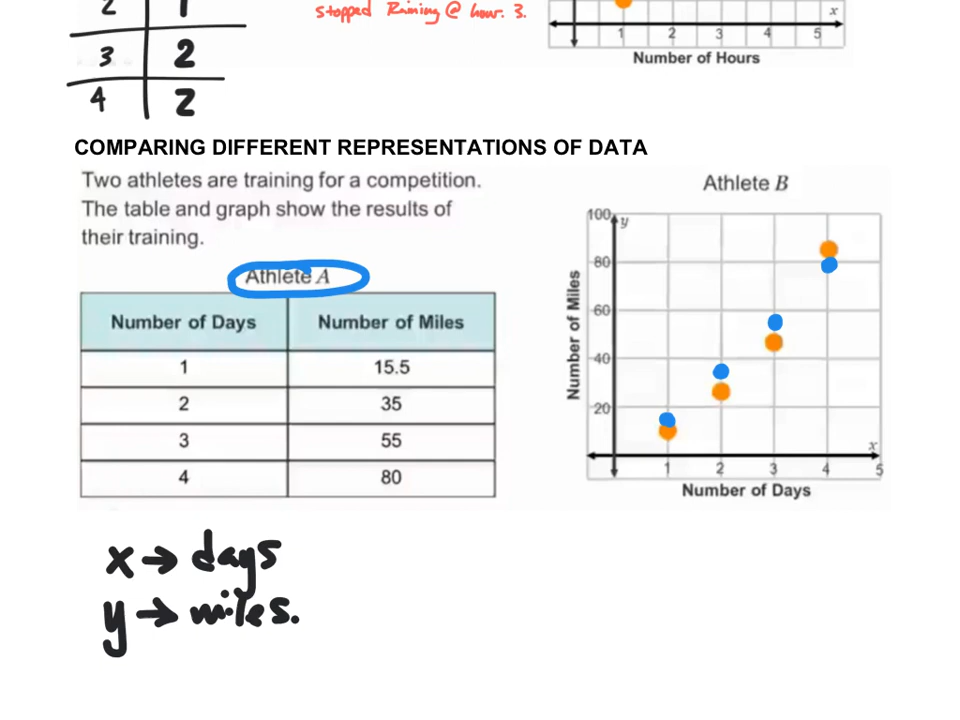 2 | 1
stopped Raining @ hour 3.
3 | 2
4 | 2
x
1 2 3 4 5
Number of Hours
COMPARING DIFFERENT REPRESENTATIONS OF DATA
Two athletes are training for a competition.
The table and graph show the results of
their training.
Athlete A
Number of Days Number of Miles
1 15.5
2 35
3 55
4 80
Athlete B
y
100
80
60
40
20
Number of Miles
x
1 2 3 4 5
Number of Days
x → days
y → miles.